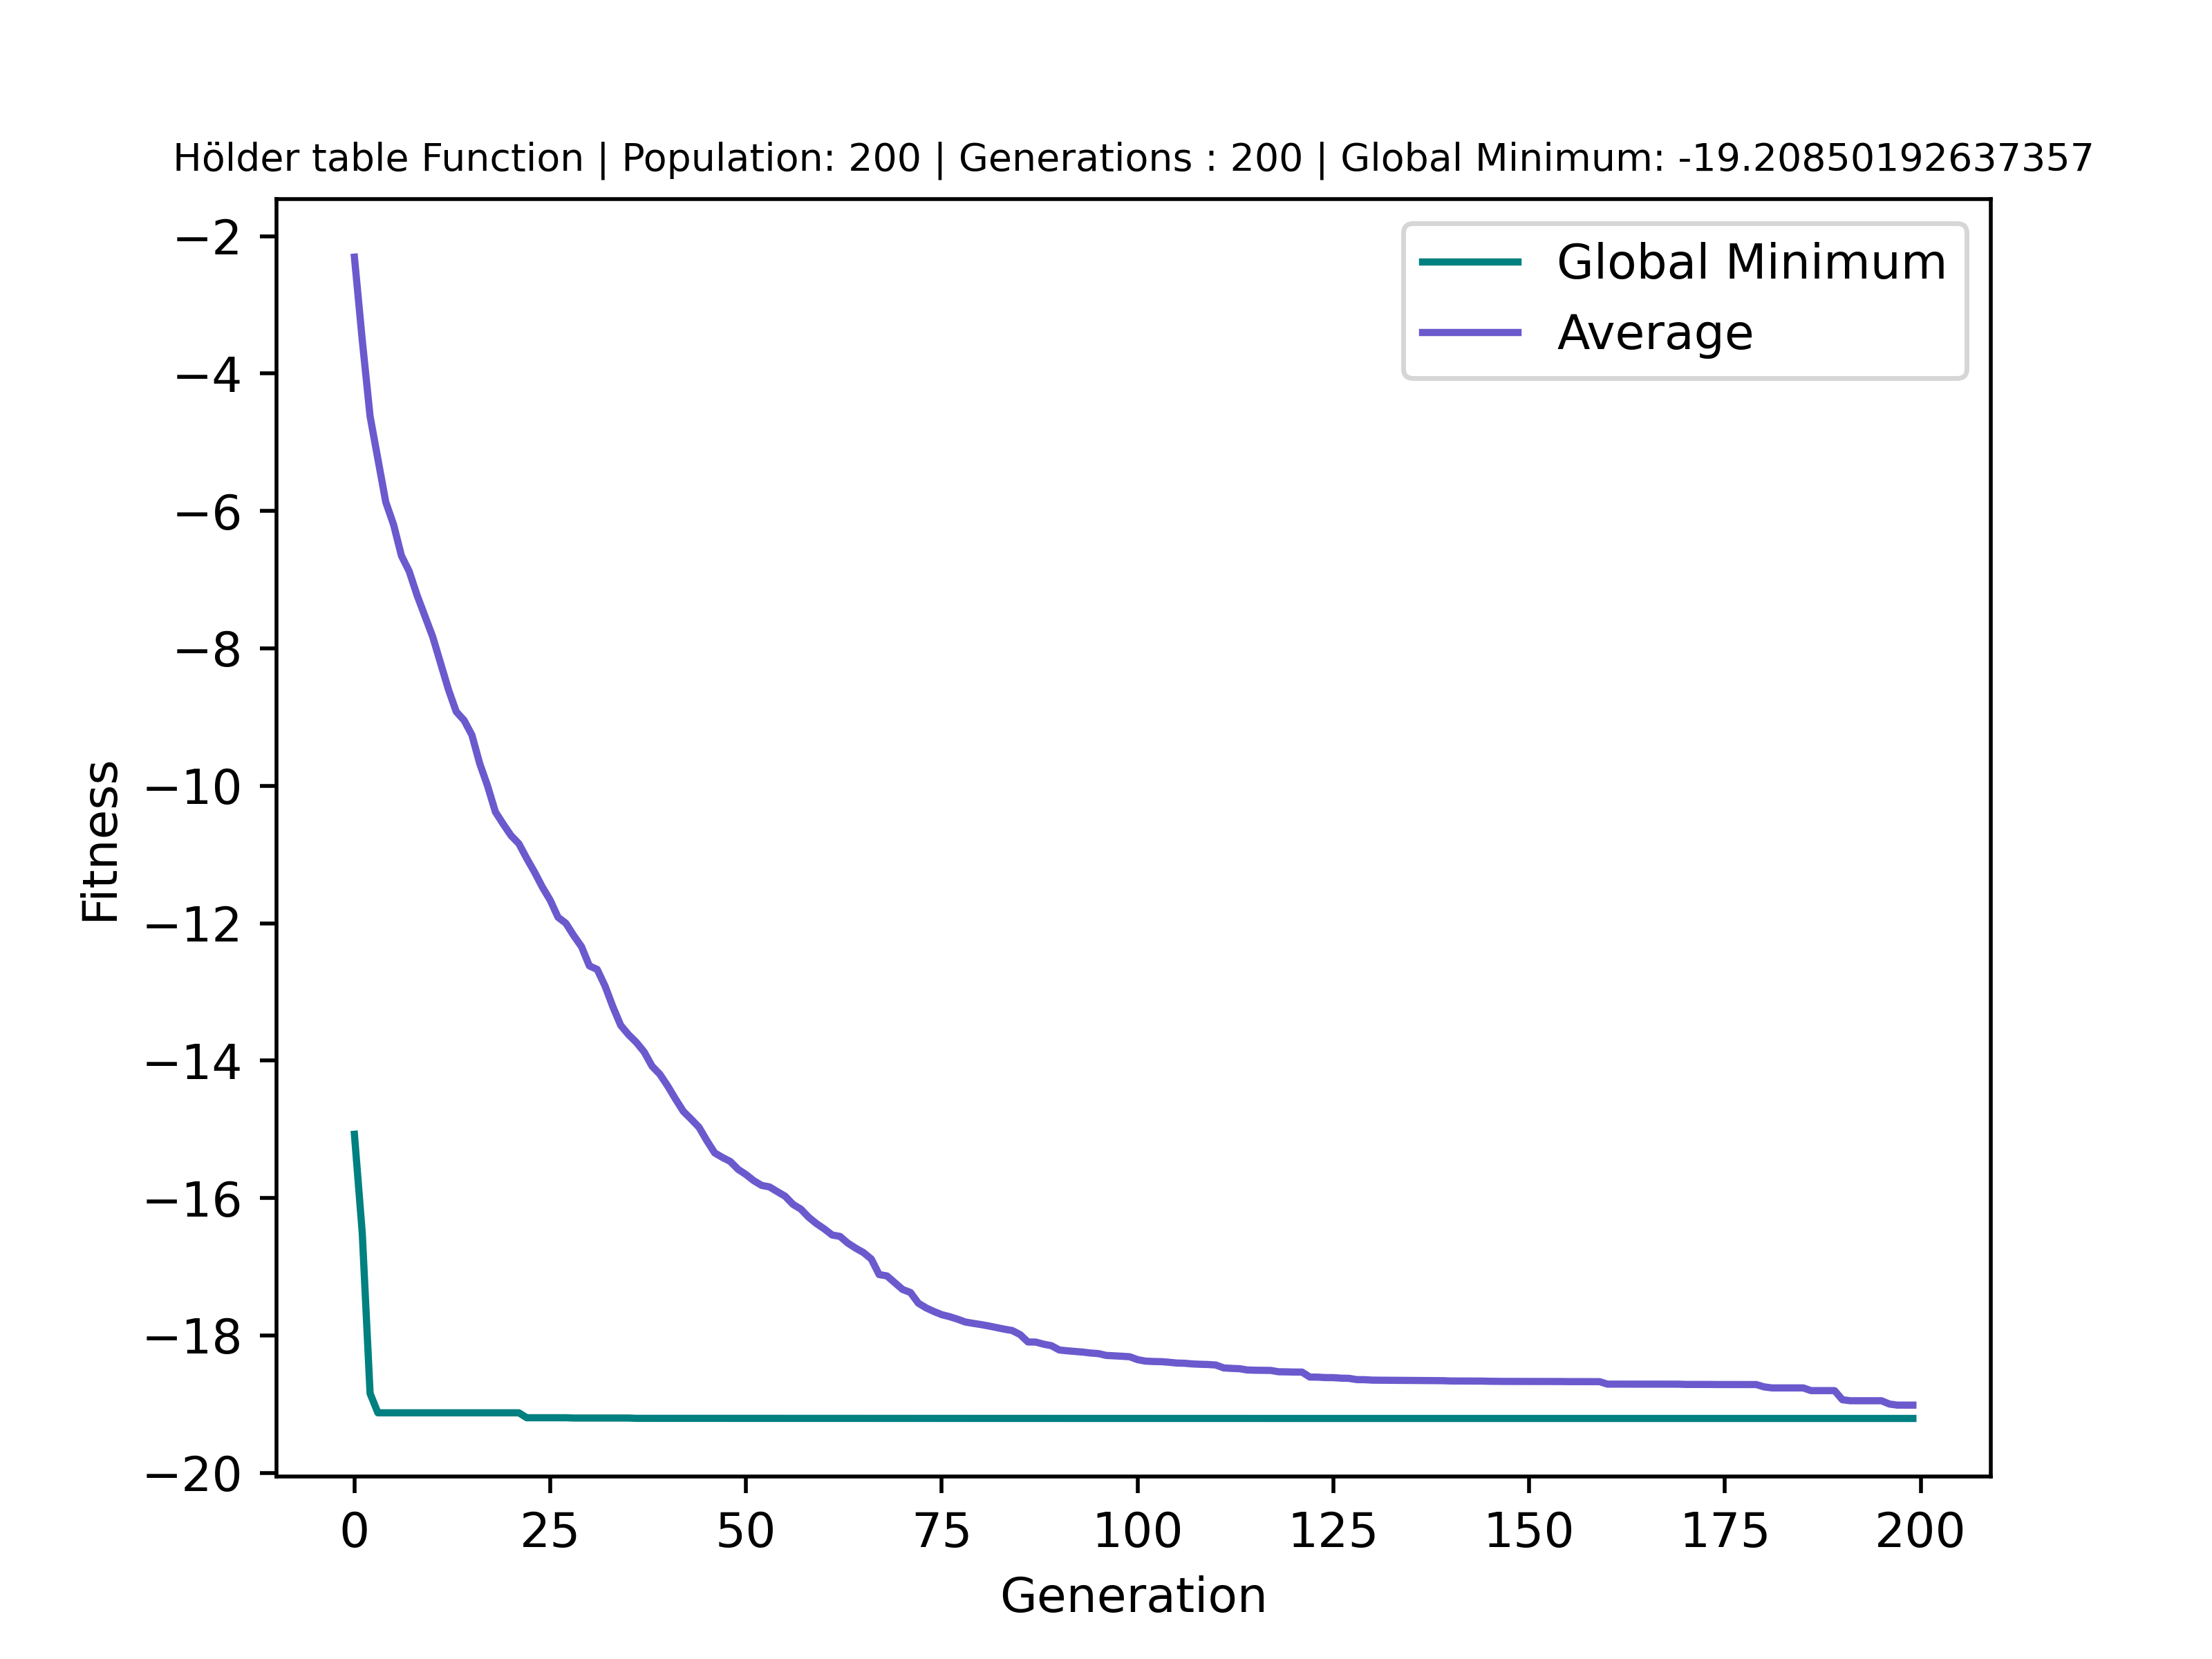 Hölder table Function | Population: 200 | Generations : 200 | Global Minimum: -19.20850192637357
Global Minimum
Average
−2
−4
−6
−8
−10
−12
−14
−16
−18
−20
Fitness
0 25 50 75 100 125 150 175 200
Generation